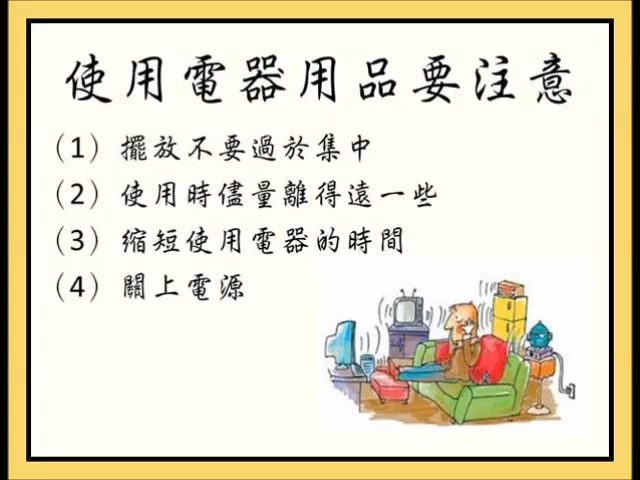 使用電器用品要注意
（1）擺放不要過於集中
（2）使用時儘量離得遠一些
（3）縮短使用電器的時間
（4）關上電源